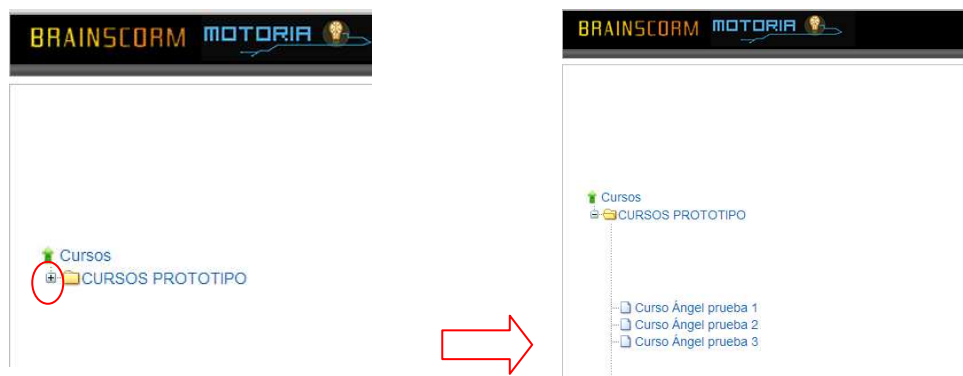 BRAINSCORM MOTORIA
Cursos
CURSOS PROTOTIPO
BRAINSCORM MOTORIA
Cursos
CURSOS PROTOTIPO
Curso Ángel prueba 1
Curso Ángel prueba 2
Curso Ángel prueba 3